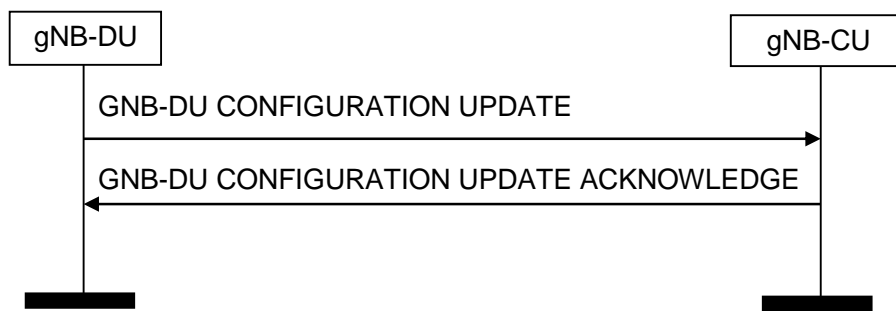 gNB-DU
gNB-CU
GNB-DU CONFIGURATION UPDATE
GNB-DU CONFIGURATION UPDATE ACKNOWLEDGE